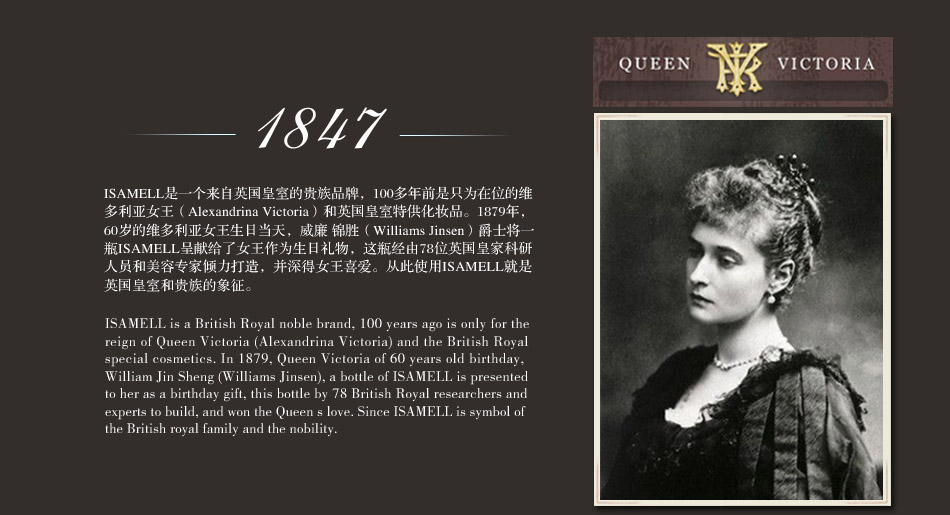 QUEEN VICTORIA
1847
ISAMELL是一个来自英国皇室的贵族品牌，100多年前是只为在位的维
多利亚女王（Alexandrina Victoria）和英国皇室特供化妆品。1879年，
60岁的维多利亚女王生日当天，威廉 锦胜（Williams Jinsen）爵士将一
瓶ISAMELL呈献给了女王作为生日礼物，这瓶经由78位英国皇家科研
人员和美容专家倾力打造，并深得女王喜爱。从此使用ISAMELL就是
英国皇室和贵族的象征。
ISAMELL is a British Royal noble brand, 100 years ago is only for the
reign of Queen Victoria (Alexandrina Victoria) and the British Royal
special cosmetics. In 1879, Queen Victoria of 60 years old birthday,
William Jin Sheng (Williams Jinsen), a bottle of ISAMELL is presented
to her as a birthday gift, this bottle by 78 British Royal researchers and
experts to build, and won the Queen s love. Since ISAMELL is symbol of
the British royal family and the nobility.